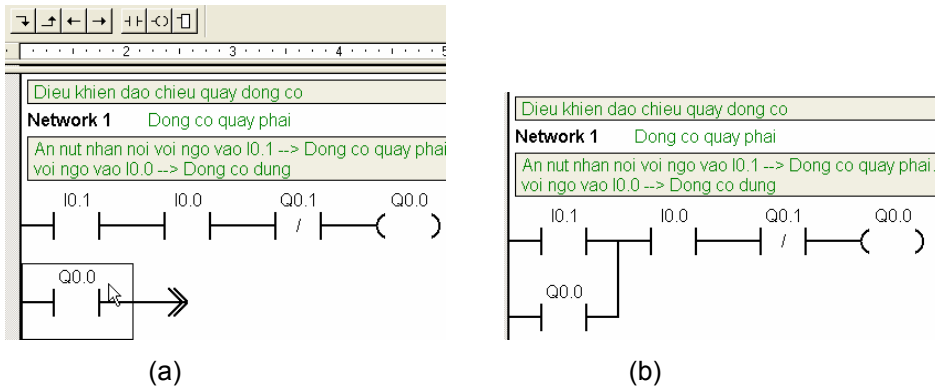 2 3 4 5
Dieu khien dao chieu quay dong co
Network 1 Dong co quay phai
An nut nhan noi voi ngo vao I0.1 --> Dong co quay phai
voi ngo vao I0.0 --> Dong co dung
I0.1 I0.0 Q0.1 Q0.0
/
Q0.0
(a)
Dieu khien dao chieu quay dong co
Network 1 Dong co quay phai
An nut nhan noi voi ngo vao I0.1 --> Dong co quay phai.
voi ngo vao I0.0 --> Dong co dung
I0.1 I0.0 Q0.1 Q0.0
/
Q0.0
(b)